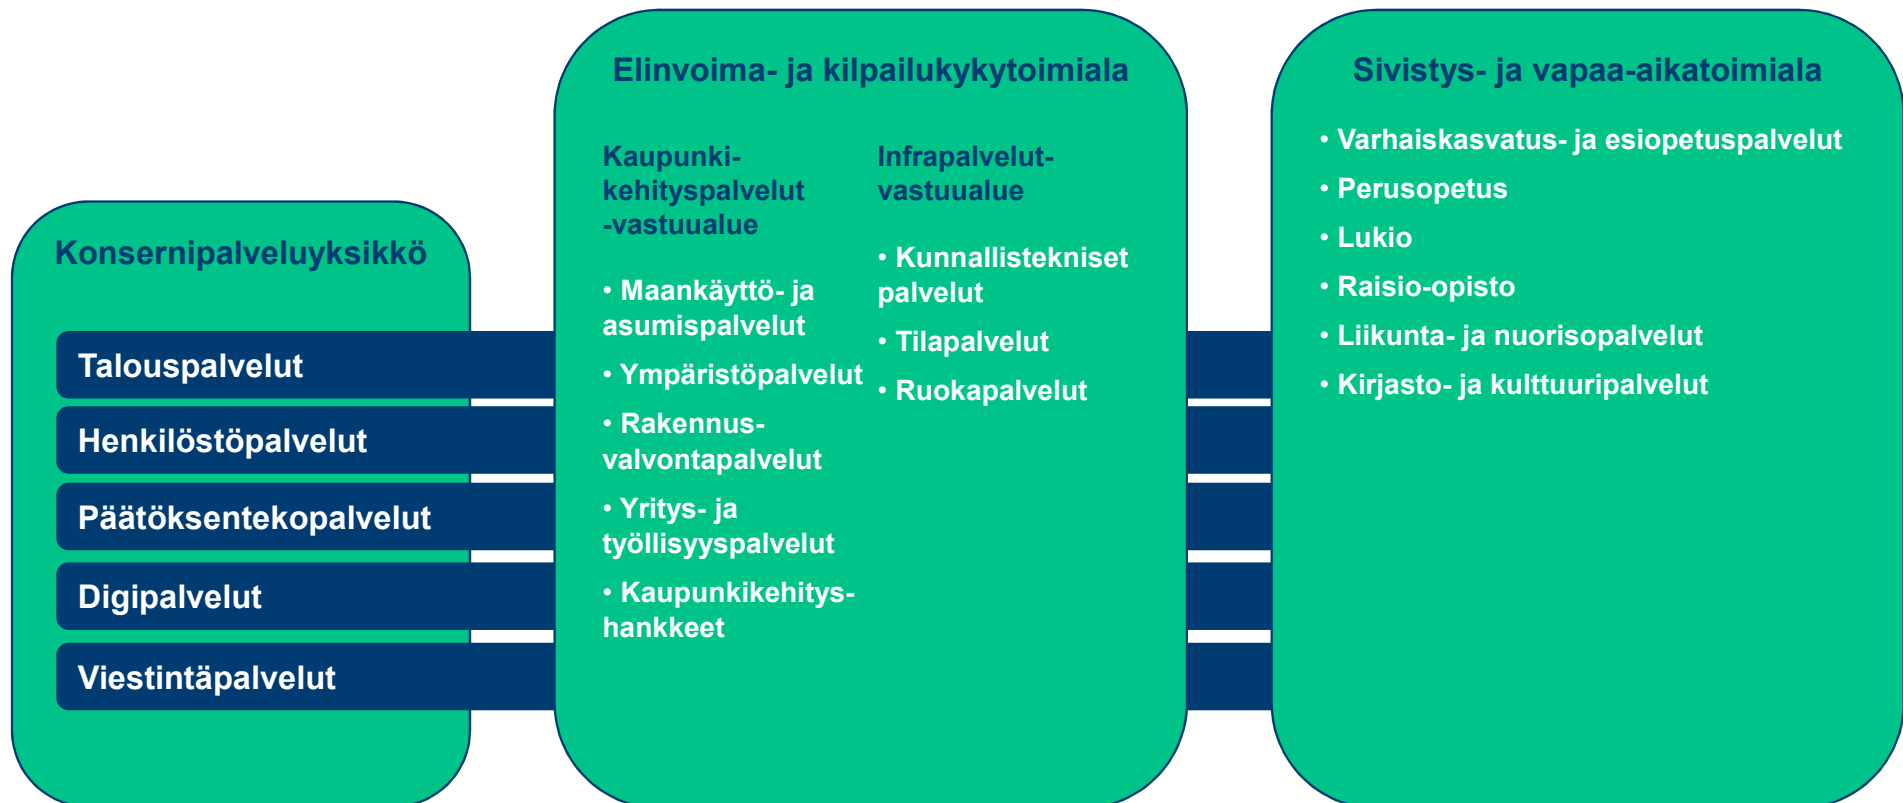 Konsernipalveluyksikkö
Talouspalvelut
Henkilöstöpalvelut
Päätöksentekopalvelut
Digipalvelut
Viestintäpalvelut
Elinvoima- ja kilpailukykytoimiala
Kaupunki-
kehityspalvelut
-vastuualue
• Maankäyttö- ja
asumispalvelut
• Ympäristöpalvelut
• Rakennus-
valvontapalvelut
• Yritys- ja
työllisyyspalvelut
• Kaupunkikehitys-
hankkeet
Infrapalvelut-
vastuualue
• Kunnallistekniset
palvelut
• Tilapalvelut
• Ruokapalvelut
Sivistys- ja vapaa-aikatoimiala
• Varhaiskasvatus- ja esiopetuspalvelut
• Perusopetus
• Lukio
• Raisio-opisto
• Liikunta- ja nuorisopalvelut
• Kirjasto- ja kulttuuripalvelut